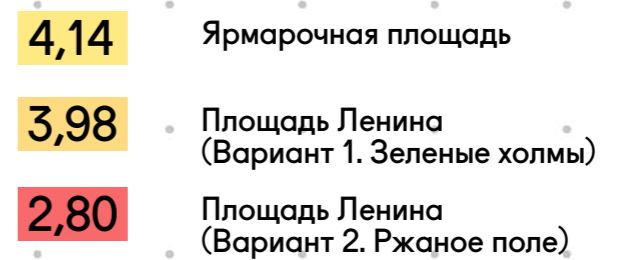 4,14 Ярмарочная площадь
3,98 Площадь Ленина
(Вариант 1. Зеленые холмы)
2,80 Площадь Ленина
(Вариант 2. Ржаное поле)